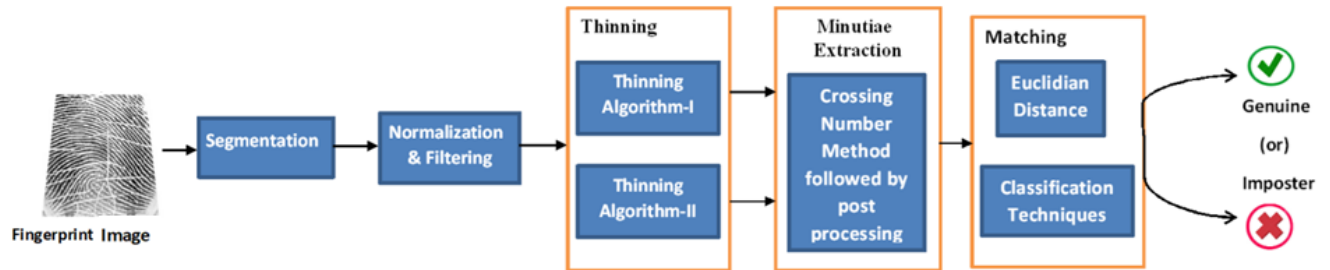 Fingerprint Image
Segmentation
Normalization
& Filtering
Thinning
Thinning
Algorithm-I
Thinning
Algorithm-II
Minutiae
Extraction
Crossing
Number
Method
followed by
post
processing
Matching
Euclidian
Distance
Classification
Techniques
Genuine
(or)
Imposter